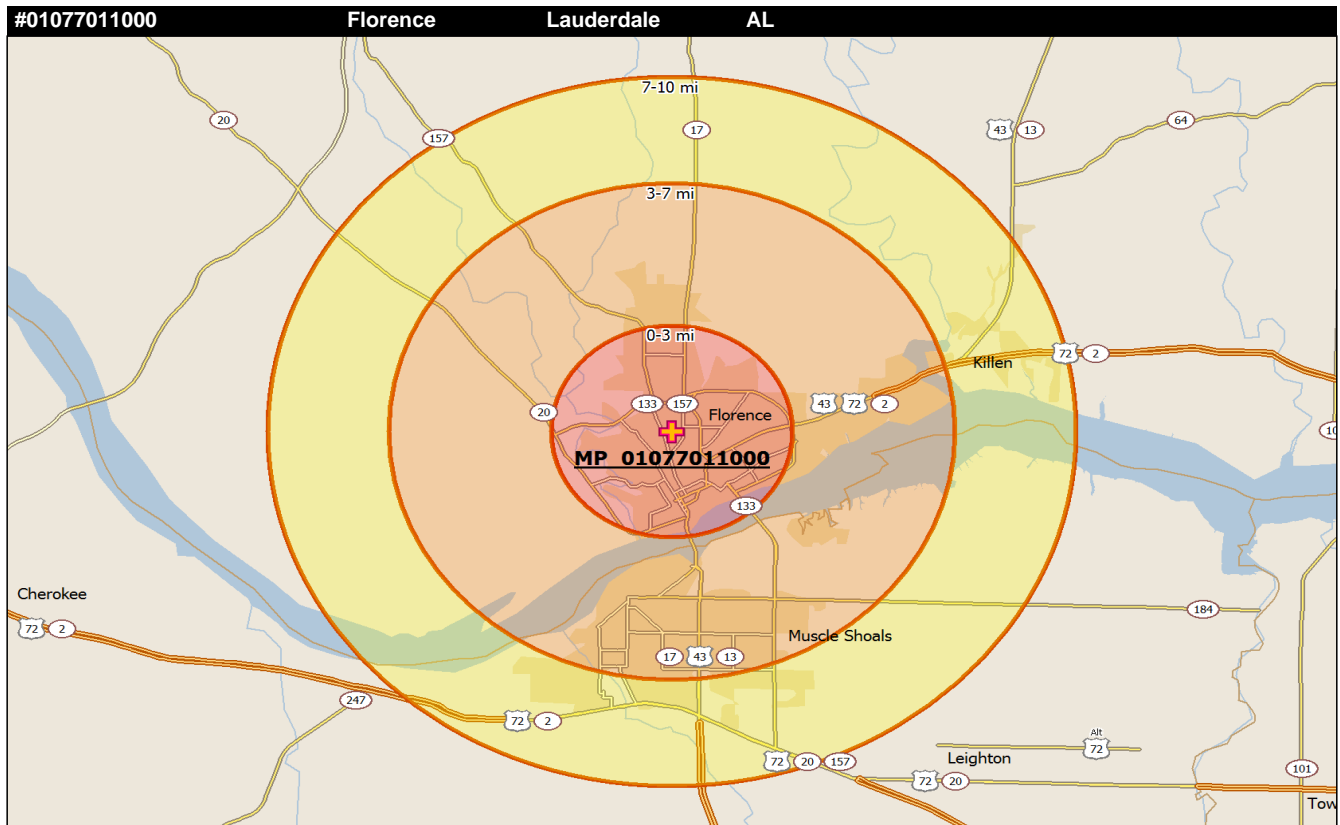 #01077011000 Florence Lauderdale AL
7-10 mi
20
157
17
43 13
64
3-7 mi
0-3 mi
72 2
Killen
20
133 157
43 72 2
Florence
10
MP 01077011000
133
Cherokee
184
72 2
Muscle Shoals
17 43 13
247
72 2
Alt
72
72 20 157
Leighton
72 20
101
Tow